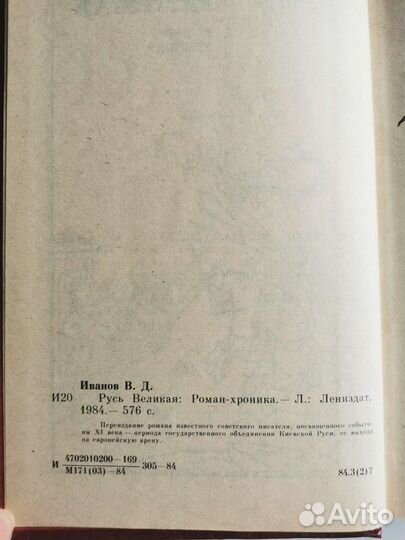 Иванов В. Д.
И20 Русь Великая: Роман-хроника.— Л.: Лениздат,
1984.— 576 с.
Переиздание романа известного советского писателя, посвященного событи-
ям XI века — периода государственного объединения Киевской Руси, ее выхода
на европейскую арену.
И 4702010200—169
М171(03)—84 305—84
84.3(2)7
Avito